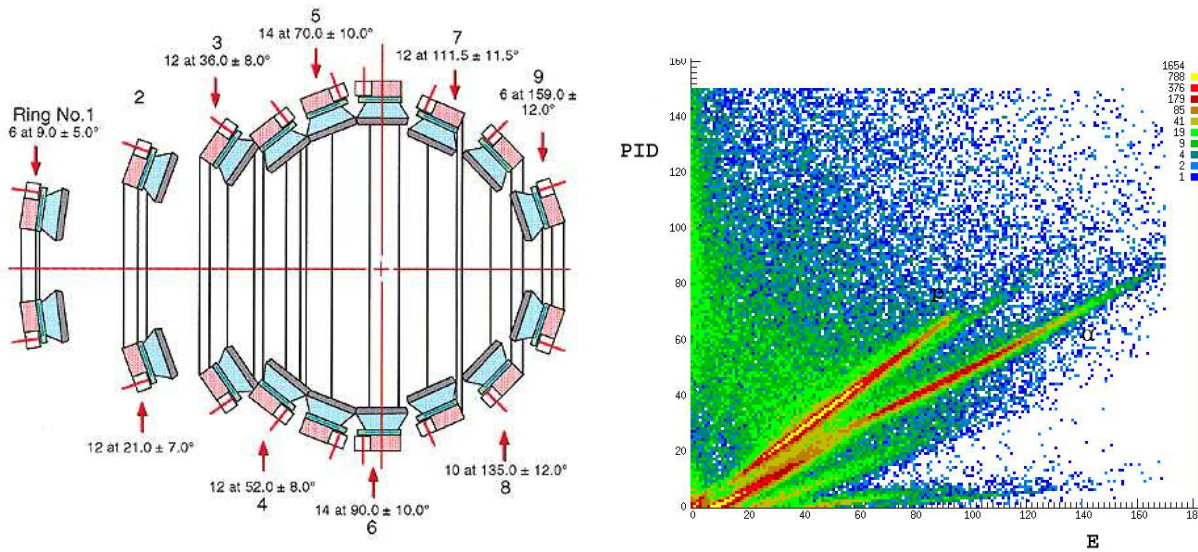 5
14 at 70.0 ± 10.0°
3
12 at 36.0 ± 8.0°
7
12 at 111.5 ± 11.5°
9
6 at 159.0 ±
12.0°
2
Ring No.1
6 at 9.0 ± 5.0°
12 at 21.0 ± 7.0°
12 at 52.0 ± 8.0°
4
14 at 90.0 ± 10.0°
6
10 at 135.0 ± 12.0°
8
160
140
PID
120
100
80
60
40
20
0
P
α
0 20 40 60 80 100 120 140 160 18
E
1654
788
376
179
85
41
19
9
4
2
1